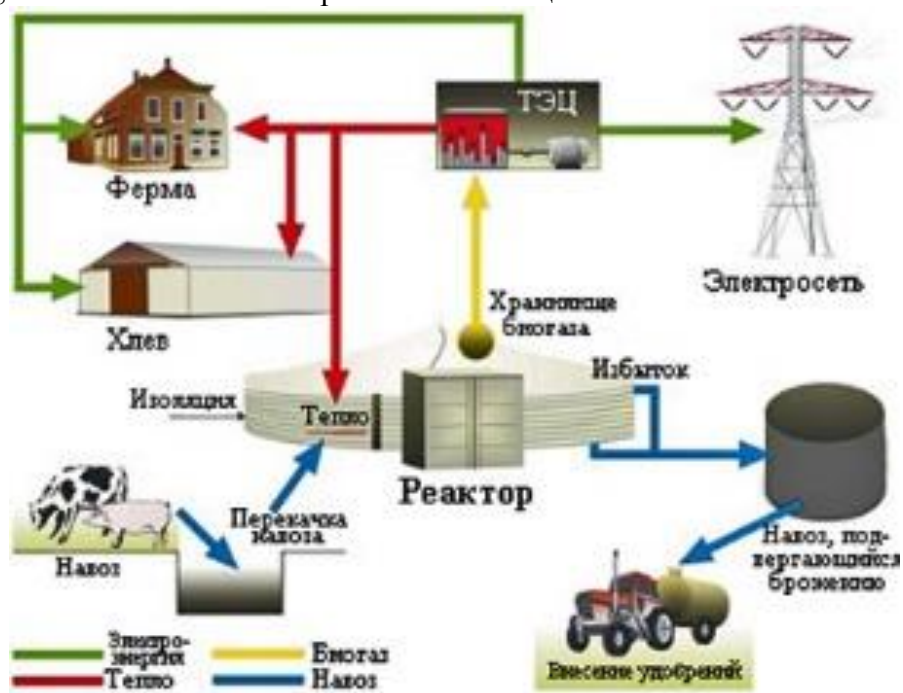 ТЭЦ
Ферма
Электросеть
Хранилище
биогаза
Хлев
Избыток
Изоляция
Тепло
Реактор
Перекачка
навоза
Навоз
Навоз, под-
вергающийся
брожению
Внесение удобрений
Электро-
энергия
Биогаз
Тепло
Навоз